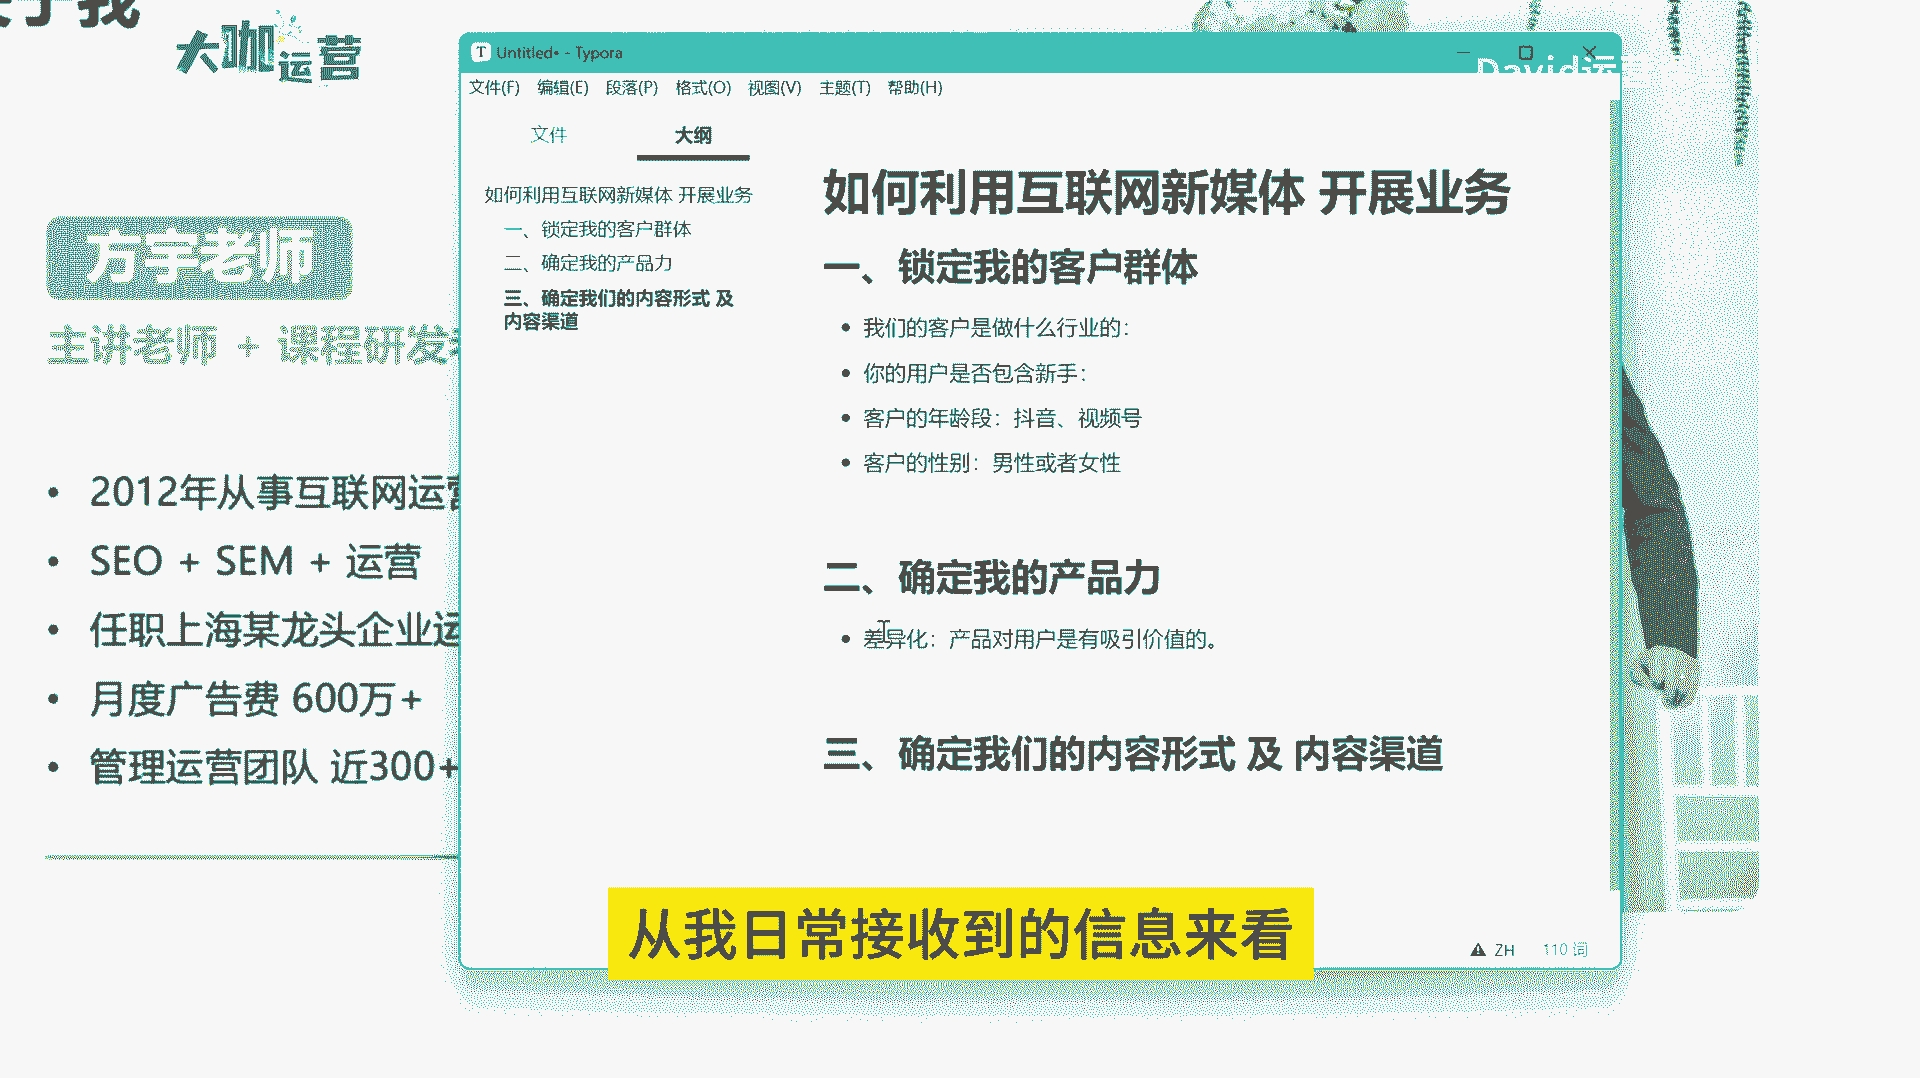 于我
大咖运营
方宇老师
主讲老师 + 课程研发
2012年从事互联网运营
SEO + SEM + 运营
任职上海某龙头企业运
月度广告费 600万+
管理运营团队 近300+
Untitled• - Typora
David运
文件(F) 编辑(E) 段落(P) 格式(O) 视图(V) 主题(T) 帮助(H)
文件 大纲
如何利用互联网新媒体 开展业务
一、锁定我的客户群体
二、确定我的产品力
三、确定我们的内容形式 及
内容渠道
如何利用互联网新媒体 开展业务
一、锁定我的客户群体
我们的客户是做什么行业的：
你的用户是否包含新手：
客户的年龄段：抖音、视频号
客户的性别：男性或者女性
二、确定我的产品力
差异化：产品对用户是有吸引价值的。
三、确定我们的内容形式 及 内容渠道
从我日常接收到的信息来看
ZH 110 词